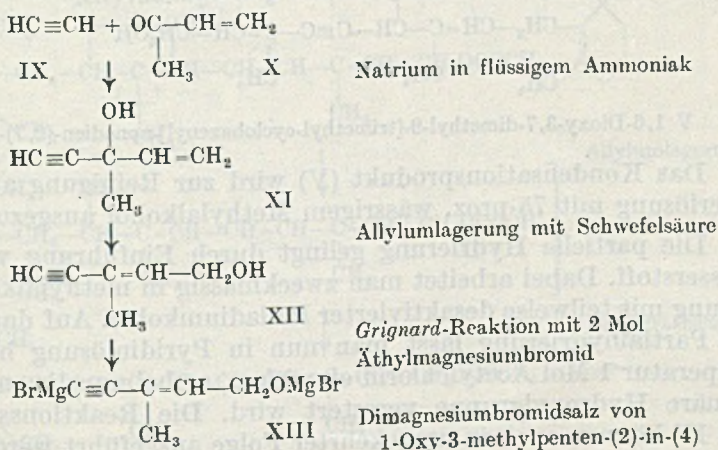 HC≡CH + OC—CH=CH₂
IX CH₃ X Natrium in flüssigem Ammoniak
OH
HC≡C—C—CH=CH₂
CH₃ XI
Allylumlagerung mit Schwefelsäure
HC≡C—C=CH—CH₂OH
CH₃ XII
Grignard-Reaktion mit 2 Mol
Äthylmagnesiumbromid
BrMgC≡C—C=CH—CH₂OMgBr
CH₃ XIII
Dimagnesiumbromidsalz von
1-Oxy-3-methylpenten-(2)-in-(4)